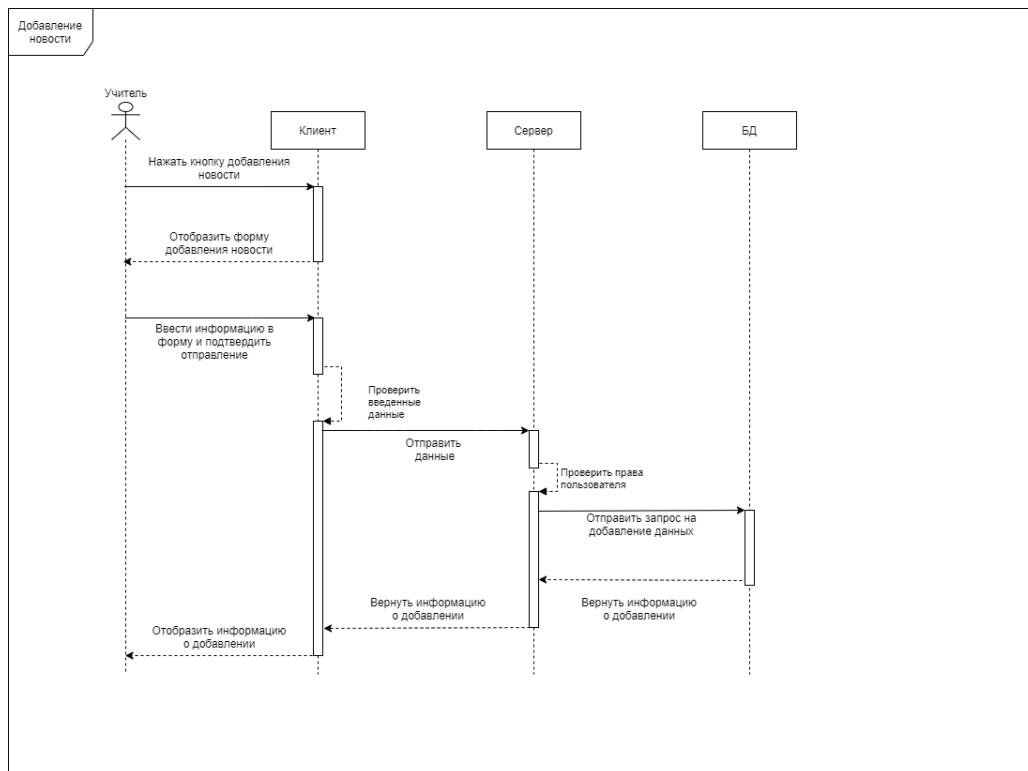 Добавление
новости
Учитель
Клиент
Сервер
БД
Нажать кнопку добавления
новости
Отобразить форму
добавления новости
Ввести информацию в
форму и подтвердить
отправление
Проверить
введенные
данные
Отправить
данные
Проверить права
пользователя
Отправить запрос на
добавление данных
Вернуть информацию
о добавлении
Вернуть информацию
о добавлении
Отобразить информацию
о добавлении